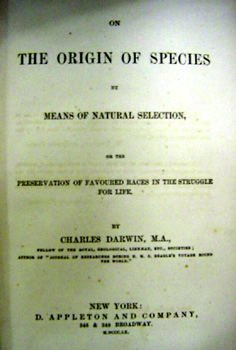 ON
THE ORIGIN OF SPECIES
BY
MEANS OF NATURAL SELECTION,
OR THE
PRESERVATION OF FAVOURED RACES IN THE STRUGGLE
FOR LIFE.
BY
CHARLES DARWIN, M.A.,
FELLOW OF THE ROYAL, GEOLOGICAL, LINNÆAN, ETC., SOCIETIES;
AUTHOR OF "JOURNAL OF RESEARCHES DURING H. M. S. BEAGLE'S VOYAGE ROUND
THE WORLD."
NEW YORK:
D. APPLETON AND COMPANY,
346 & 348 BROADWAY.
M.DCCC.LX.